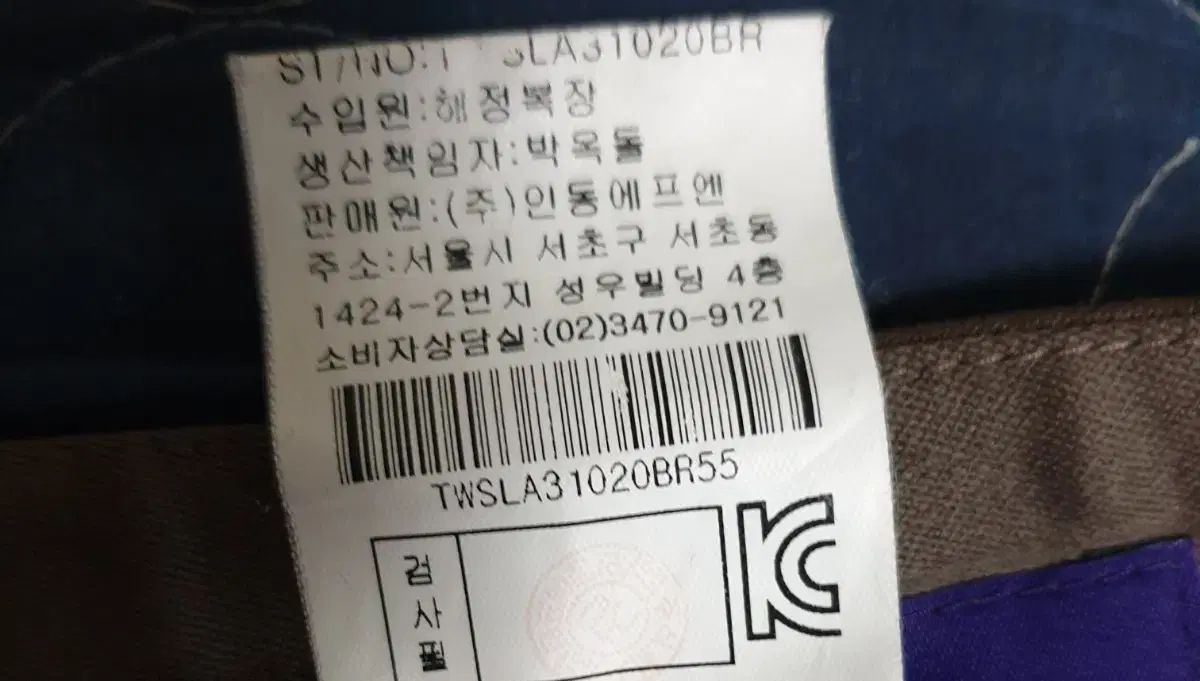 ST/NO:T SLA31020BR
수입원:해정복장
생산책임자:박옥돌
판매원:(주)인동에프엔
주소:서울시 서초구 서초동
1424-2번지 성우빌딩 4층
소비자상담실:(02)3470-9121
TWSLA31020BR55
검사필
KC